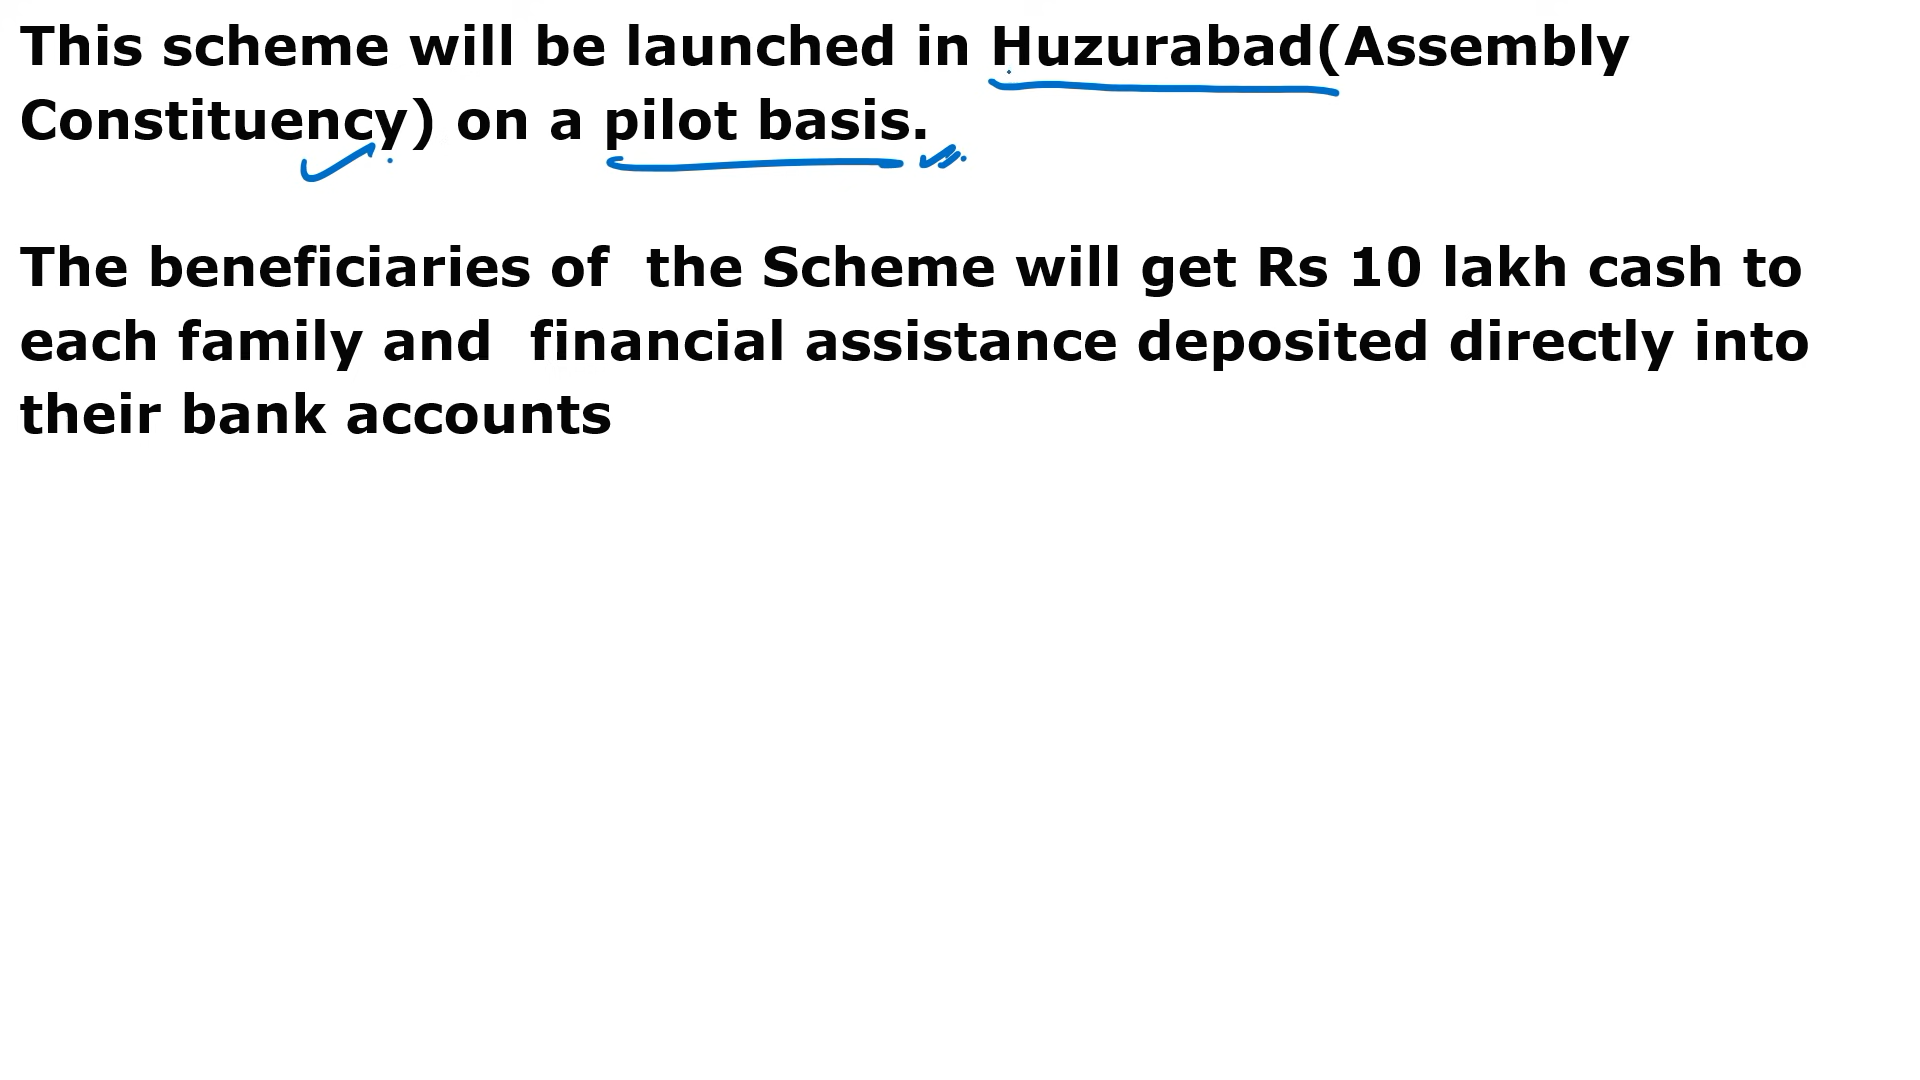 This scheme will be launched in Huzurabad(Assembly
Constituency) on a pilot basis.
The beneficiaries of  the Scheme will get Rs 10 lakh cash to
each family and  financial assistance deposited directly into
their bank accounts